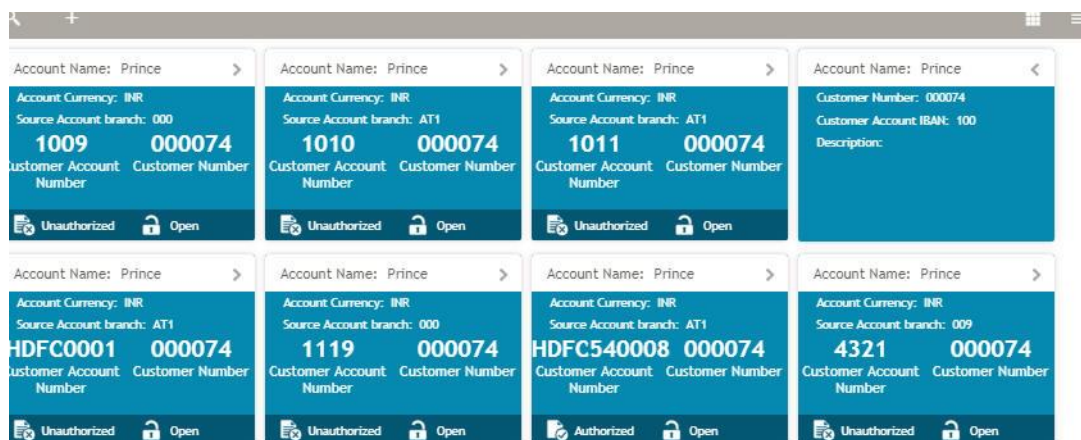 Account Name: Prince
Account Currency: INR
Source Account branch: 000
1009 000074
Customer Account Number Customer Number
Unauthorized Open
Account Name: Prince
Account Currency: INR
Source Account branch: AT1
1010 000074
Customer Account Number Customer Number
Unauthorized Open
Account Name: Prince
Account Currency: INR
Source Account branch: AT1
1011 000074
Customer Account Number Customer Number
Unauthorized Open
Account Name: Prince
Customer Number: 000074
Customer Account IBAN: 100
Description:
Account Name: Prince
Account Currency: INR
Source Account branch: AT1
HDFC0001 000074
Customer Account Number Customer Number
Unauthorized Open
Account Name: Prince
Account Currency: INR
Source Account branch: 000
1119 000074
Customer Account Number Customer Number
Unauthorized Open
Account Name: Prince
Account Currency: INR
Source Account branch: AT1
HDFC540008 000074
Customer Account Number Customer Number
Authorized Open
Account Name: Prince
Account Currency: INR
Source Account branch: 009
4321 000074
Customer Account Number Customer Number
Unauthorized Open